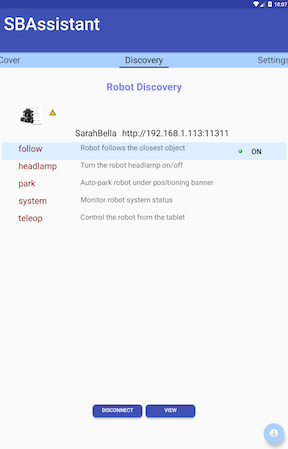 10:07
SBAssistant
Cover Discovery Settings
Robot Discovery
SarahBella http://192.168.1.113:11311
follow Robot follows the closest object ON
headlamp Turn the robot headlamp on/off
park Auto-park robot under positioning banner
system Monitor robot system status
teleop Control the robot from the tablet
DISCONNECT VIEW